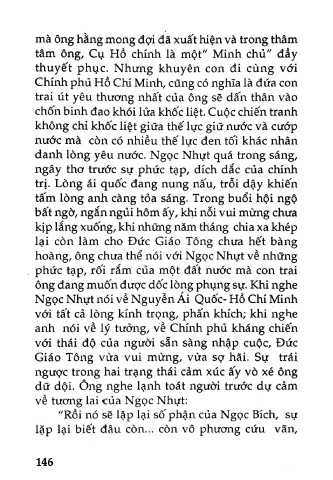 mà ông hằng mong đợi đã xuất hiện và trong thâm
tâm ông, Cụ Hồ chính là một" Minh chủ" đầy
thuyết phục. Nhưng khuyên con đi cùng với
Chính phủ Hồ Chí Minh, cũng có nghĩa là đứa con
trai út yêu thương nhất của ông sẽ dấn thân vào
chốn binh đao khói lửa khốc liệt. Cuộc chiến tranh
không chỉ khốc liệt giữa thế lực giữ nước và cướp
nước mà còn có nhiều thế lực đen tối khác nhân
danh lòng yêu nước. Ngọc Nhựt quá trong sáng,
ngây thơ trước sự phức tạp, dích dắc của chính
trị. Lòng ái quốc đang nung nấu, trỗi dậy khiến
tấm lòng anh càng tỏa sáng. Trong buổi hội ngộ
bất ngờ, ngắn ngủi hôm ấy, khi nỗi vui mừng chưa
kịp lắng xuống, khi những năm tháng chia xa khép
lại còn làm cho Đức Giáo Tông chưa hết bàng
hoàng, ông chưa thể nói với Ngọc Nhựt về những
phức tạp, rối rắm của một đất nước mà con trai
ông đang muốn được dốc lòng phụng sự. Khi nghe
Ngọc Nhựt nói về Nguyễn Ái Quốc- Hồ Chí Minh
với tất cả lòng kính trọng, phấn khích; khi nghe
anh nói về lý tưởng, về Chính phủ kháng chiến
với thái độ của người sẵn sàng nhập cuộc, Đức
Giáo Tông vừa vui mừng, vừa sợ hãi. Sự trái
ngược trong hai trạng thái cảm xúc ấy vò xé ông
dữ dội. Ông nghe lạnh toát người trước dự cảm
về tương lai của Ngọc Nhựt:
"Rồi nó sẽ lặp lại số phận của Ngọc Bích, sự
lặp lại biết đâu còn... còn vô phương cứu vãn,
146